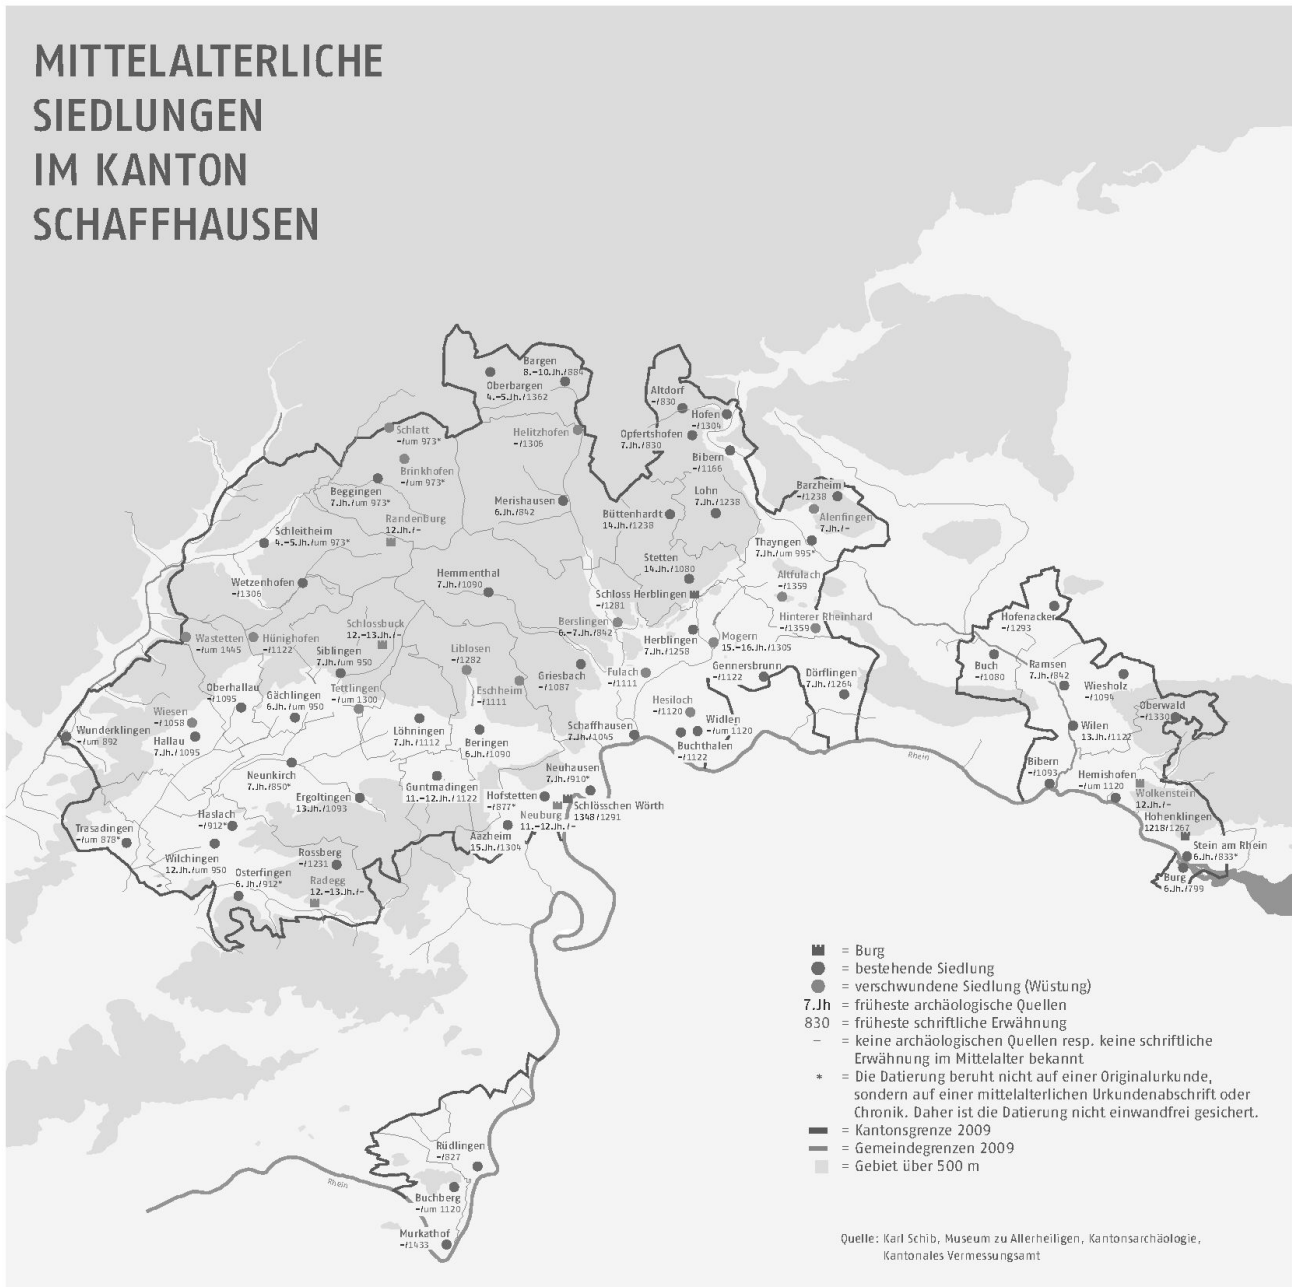 MITTELALTERLICHE
SIEDLUNGEN
IM KANTON
SCHAFFHAUSEN
Bargen
8.–10.Jh./884
Oberbargen
4.–5.Jh./1362
Altdorf
–/830
Hofen
–/1304
Schlatt
–/um 973*
Helitzhofen
–/1306
Opfertshofen
7.Jh./830
Bibern
–/1166
Brinkhofen
–/um 973*
Beggingen
7.Jh./um 973*
Merishausen
6.Jh./842
Lohn
7.Jh./1238
Barzheim
–/1238
Randenburg
12.Jh./–
Büttenhardt
14.Jh./1238
Alenfingen
7.Jh./–
Schleitheim
4.–5.Jh./um 973*
Thayngen
7.Jh./um 995*
Stetten
14.Jh./1080
Wetzenhofen
–/1306
Hemmenthal
7.Jh./1090
Altfulach
–/1359
Schloss Herblingen
–/1281
Hofenacker
–/1293
Schlossbuck
12.–13.Jh./–
Berslingen
6.–7.Jh./842
Hinterer Rheinhard
–/1359
Wastetten
–/um 1445
Hünighofen
–/1122
Herblingen
7.Jh./1258
Mogern
15.–16.Jh./1305
Siblingen
7.Jh./um 950
Liblosen
–/1282
Griesbach
–/1087
Fulach
–/1111
Gennersbrunn
–/1122
Dörflingen
7.Jh./1264
Buch
–/1080
Ramsen
7.Jh./842
Wiesholz
–/1094
Oberhallau
–/1095
Gächlingen
6.Jh./um 950
Tettlingen
–/um 1300
Eschheim
–/1111
Hesiloch
–/1120
Oberwald
–/1330
Wiesen
–/1058
Wunderklingen
–/um 892
Hallau
7.Jh./1095
Löhningen
7.Jh./1112
Beringen
6.Jh./1090
Schaffhausen
7.Jh./1045
Widlen
–/um 1120
Buchthalen
–/1122
Wilen
13.Jh./1122
Rhein
Neunkirch
7.Jh./850*
Guntmadingen
11.–12.Jh./1122
Neuhausen
7.Jh./910*
Bibern
–/1093
Hemishofen
–/um 1120
Ergoltingen
13.Jh./1093
Hofstetten
–/877*
Schlösschen Wörth
1348/1291
Wolkenstein
12.Jh./–
Haslach
–/912*
Neuburg
11.–12.Jh./–
Hohenklingen
1218/1267
Trasadingen
–/um 878*
Aazheim
15.Jh./1304
Stein am Rhein
6.Jh./833*
Wilchingen
12.Jh./um 950
Rossberg
–/1231
Osterfingen
6.Jh./912*
Radegg
12.–13.Jh./–
Burg
6.Jh./799
= Burg
= bestehende Siedlung
= verschwundene Siedlung (Wüstung)
7.Jh = früheste archäologische Quellen
830 = früheste schriftliche Erwähnung
– = keine archäologischen Quellen resp. keine schriftliche
Erwähnung im Mittelalter bekannt
* = Die Datierung beruht nicht auf einer Originalurkunde,
sondern auf einer mittelalterlichen Urkundenabschrift oder
Chronik. Daher ist die Datierung nicht einwandfrei gesichert.
= Kantonsgrenze 2009
= Gemeindegrenzen 2009
= Gebiet über 500 m
Rüdlingen
–/827
Rhein
Buchberg
–/um 1120
Murkathof
–/1433
Quelle: Karl Schib, Museum zu Allerheiligen, Kantonsarchäologie,
Kantonales Vermessungsamt